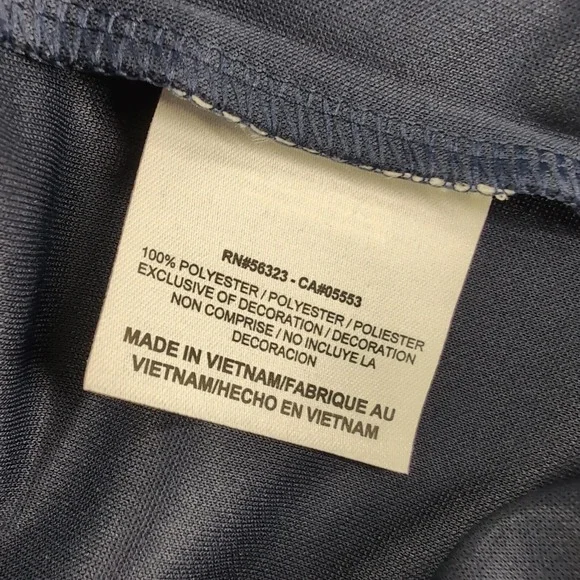 RN#56323 - CA#05553
100% POLYESTER / POLYESTER / POLIESTER
EXCLUSIVE OF DECORATION / DECORATION
NON COMPRISE / NO INCLUYE LA
DECORACION
MADE IN VIETNAM/FABRIQUE AU
VIETNAM/HECHO EN VIETNAM